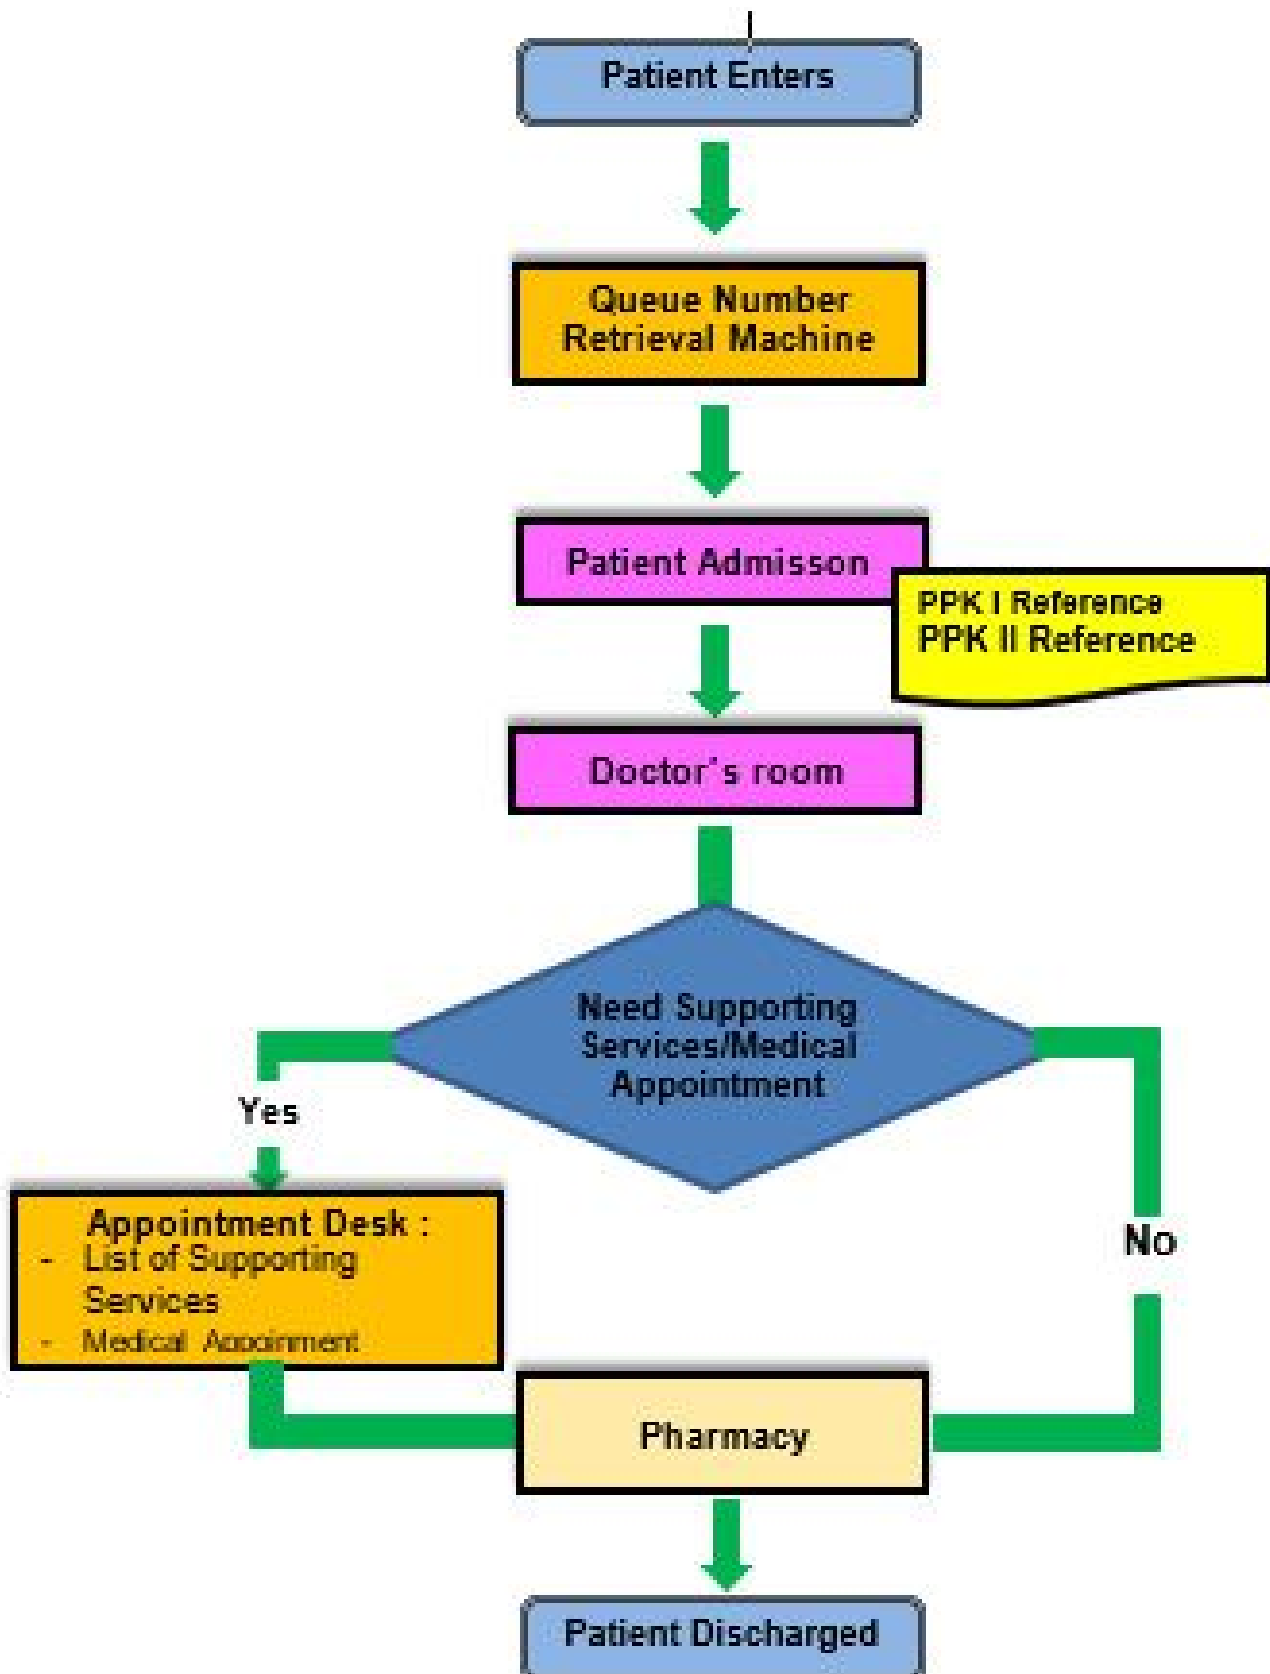 Patient Enters
Queue Number
Retrieval Machine
Patient Admisson
PPK I Reference
PPK II Reference
Doctor's room
Need Supporting
Services/Medical
Appointment
Yes
No
Appointment Desk :
- List of Supporting
Services
- Medical Appoinment
Pharmacy
Patient Discharged